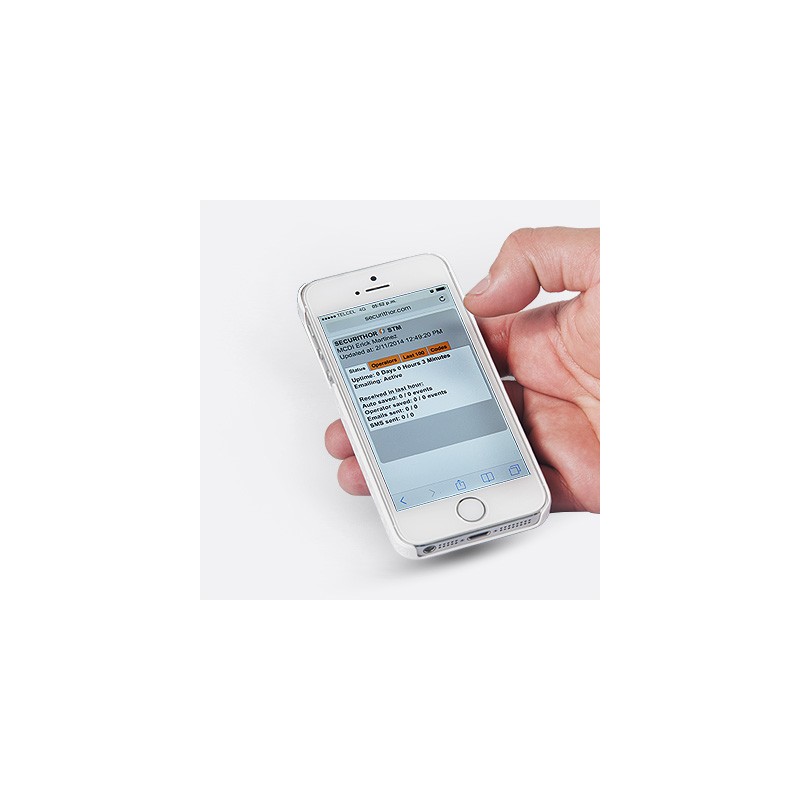 TELCEL 4G 05:52 p.m.
securithor.com
SECURITHOR STM
MCDI Erick Martinez
Updated at: 2/11/2014 12:49:20 PM
Status Operators Last 100 Codes
Uptime: 0 Days 0 Hours 3 Minutes
Emailing: Active
Received in last hour:
Auto saved: 0 / 0 events
Operator saved: 0 / 0 events
Emails sent: 0 / 0
SMS sent: 0 / 0